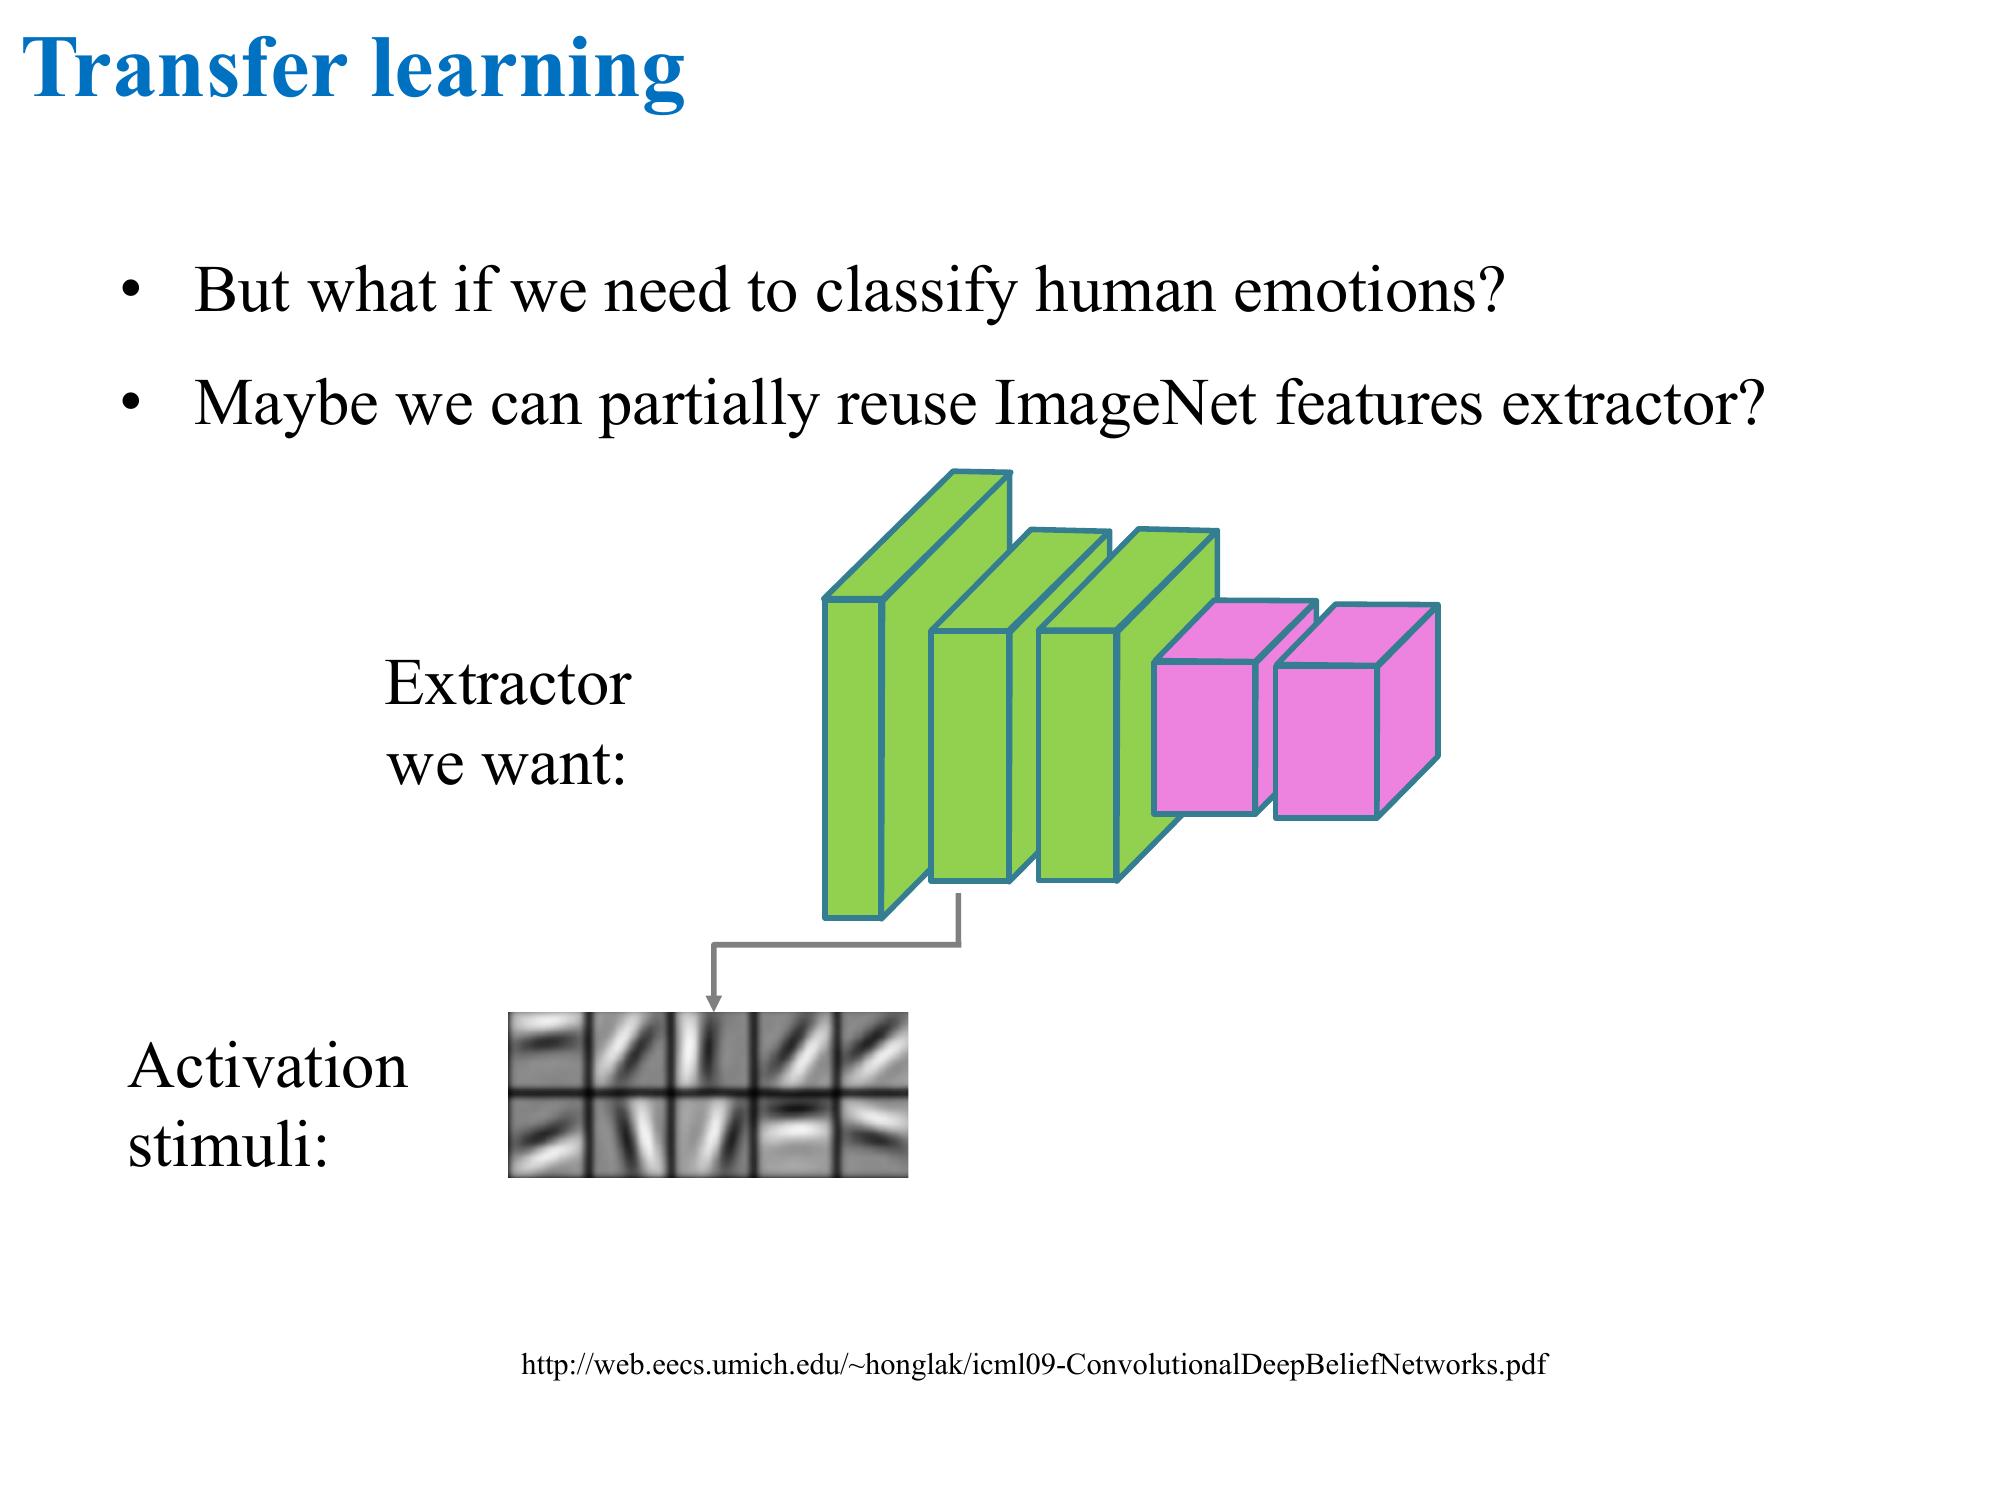 Transfer learning
• But what if we need to classify human emotions?
• Maybe we can partially reuse ImageNet features extractor?
Extractor
we want:
Activation
stimuli:
http://web.eecs.umich.edu/~honglak/icml09-ConvolutionalDeepBeliefNetworks.pdf